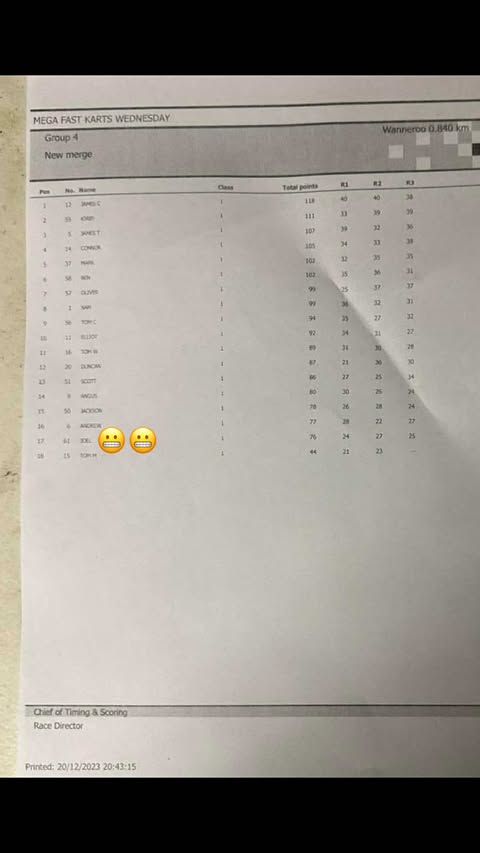 MEGA FAST KARTS WEDNESDAY
Group 4
Wanneroo 0.840 km
New merge
Pos No. Name Class Total points R1 R2 R3
1 12 JAMES C 1 118 40 40 38
2 55 1 111 33 39 39
3 5 JAMES T 1 107 39 32 36
4 14 CONNOR 1 105 34 33 38
5 37 MARK 1 102 32 35 35
6 58 BEN 1 102 35 36 31
7 57 OLIVER 1 99 25 37 37
8 1 SAM 1 99 36 32 31
9 56 TOM C 1 94 35 27 32
10 11 ELLIOT 1 92 34 31 27
11 16 TOM W 1 89 31 30 28
12 20 DUNCAN 1 87 21 36 30
13 51 SCOTT 1 86 27 25 34
14 9 ANGUS 1 80 30 26 24
15 50 JACKSON 1 78 26 28 24
16 6 ANDREW 1 77 28 22 27
17 61 JOEL 1 76 24 27 25
18 15 TOM M 1 44 21 23 --
Chief of Timing & Scoring
Race Director
Printed: 20/12/2023 20:43:15